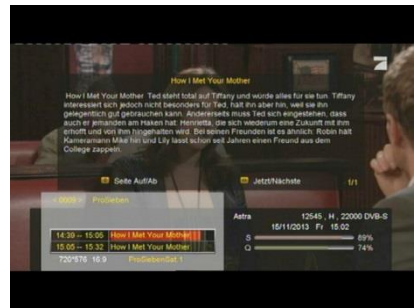 How I Met Your Mother
How I Met Your Mother. Ted steht total auf Tiffany und würde alles für sie tun. Tiffany
interessiert sich jedoch nicht besonders für Ted, hält ihn aber hin, weil sie ihn
gelegentlich gut gebrauchen kann. Andererseits muss Ted sich eingestehen, dass
auch er jemanden am Haken hat: Henrietta, die sich wiederum eine Zukunft mit ihm
erhofft und von ihm hingehalten wird. Bei seinen Freunden ist es ähnlich: Robin hält
Kameramann Mike hin und Lily lässt schon seit Jahren einen Freund aus dem
College zappeln.
Seite Auf/Ab Jetzt/Nächste 1/1
< 0009 > ProSieben
14:39 -- 15:05 How I Met Your Mother
15:05 -- 15:32 How I Met Your Mother
720*576 16:9 ProSiebenSat.1
Astra 12545 , H , 22000 DVB-S
15/11/2013 Fr 15:02
S 89%
Q 74%